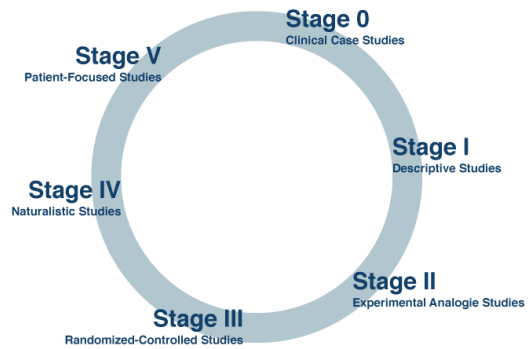 Stage 0
Clinical Case Studies
Stage I
Descriptive Studies
Stage II
Experimental Analogie Studies
Stage III
Randomized-Controlled Studies
Stage IV
Naturalistic Studies
Stage V
Patient-Focused Studies